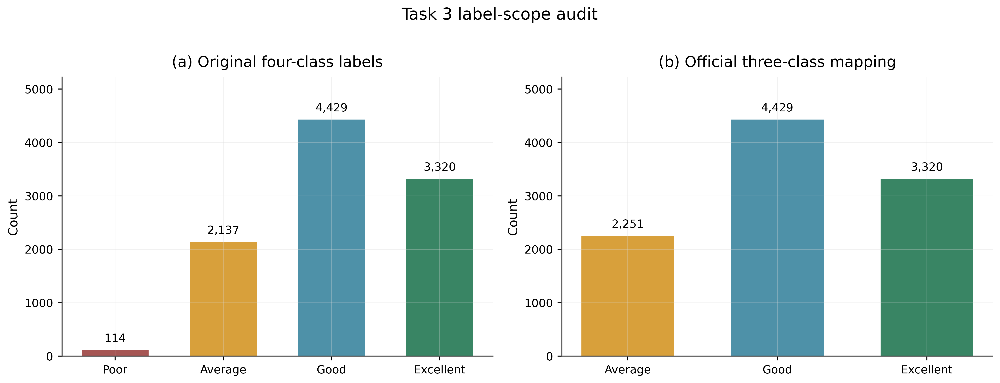 Task 3 label-scope audit
(a) Original four-class labels
Count
5000
4000
3000
2000
1000
0
114
2,137
4,429
3,320
Poor
Average
Good
Excellent
(b) Official three-class mapping
Count
5000
4000
3000
2000
1000
0
2,251
4,429
3,320
Average
Good
Excellent